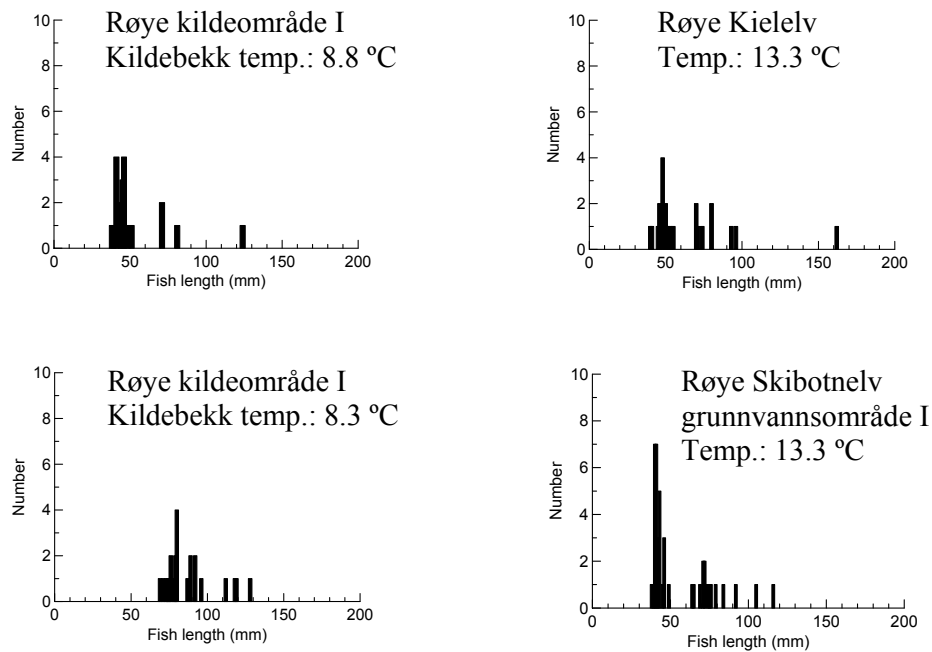 Røye kildeområde I
Kildebekk temp.: 8.8 ºC
10
8
6
4
2
0
Number
0 50 100 150 200
Fish length (mm)
Røye Kielelv
Temp.: 13.3 ºC
10
8
6
4
2
0
Number
0 50 100 150 200
Fish length (mm)
Røye kildeområde I
Kildebekk temp.: 8.3 ºC
10
8
6
4
2
0
Number
0 50 100 150 200
Fish length (mm)
Røye Skibotnelv
grunnvannsområde I
Temp.: 13.3 ºC
10
8
6
4
2
0
Number
0 50 100 150 200
Fish length (mm)